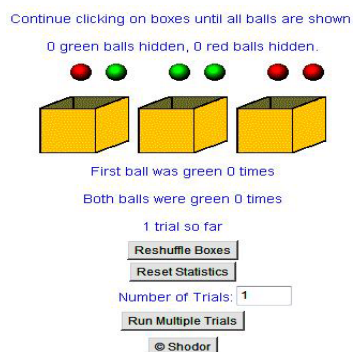 Continue clicking on boxes until all balls are shown
0 green balls hidden, 0 red balls hidden.
First ball was green 0 times
Both balls were green 0 times
1 trial so far
Reshuffle Boxes
Reset Statistics
Number of Trials: 1
Run Multiple Trials
© Shodor